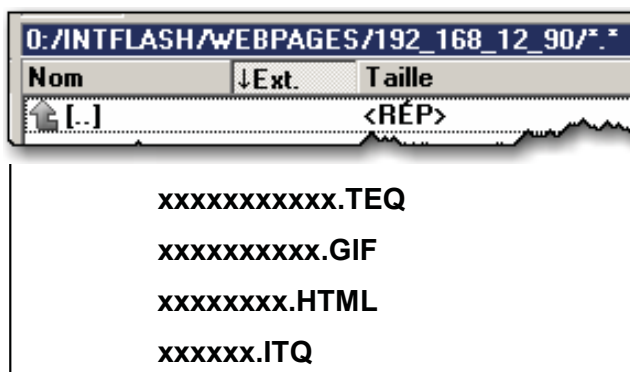 0:/INTFLASH/WEBPAGES/192_168_12_90/*.*
Nom ↓Ext. Taille
[..] <RÉP>
xxxxxxxxxxx.TEQ
xxxxxxxxxx.GIF
xxxxxxxx.HTML
xxxxxx.ITQ